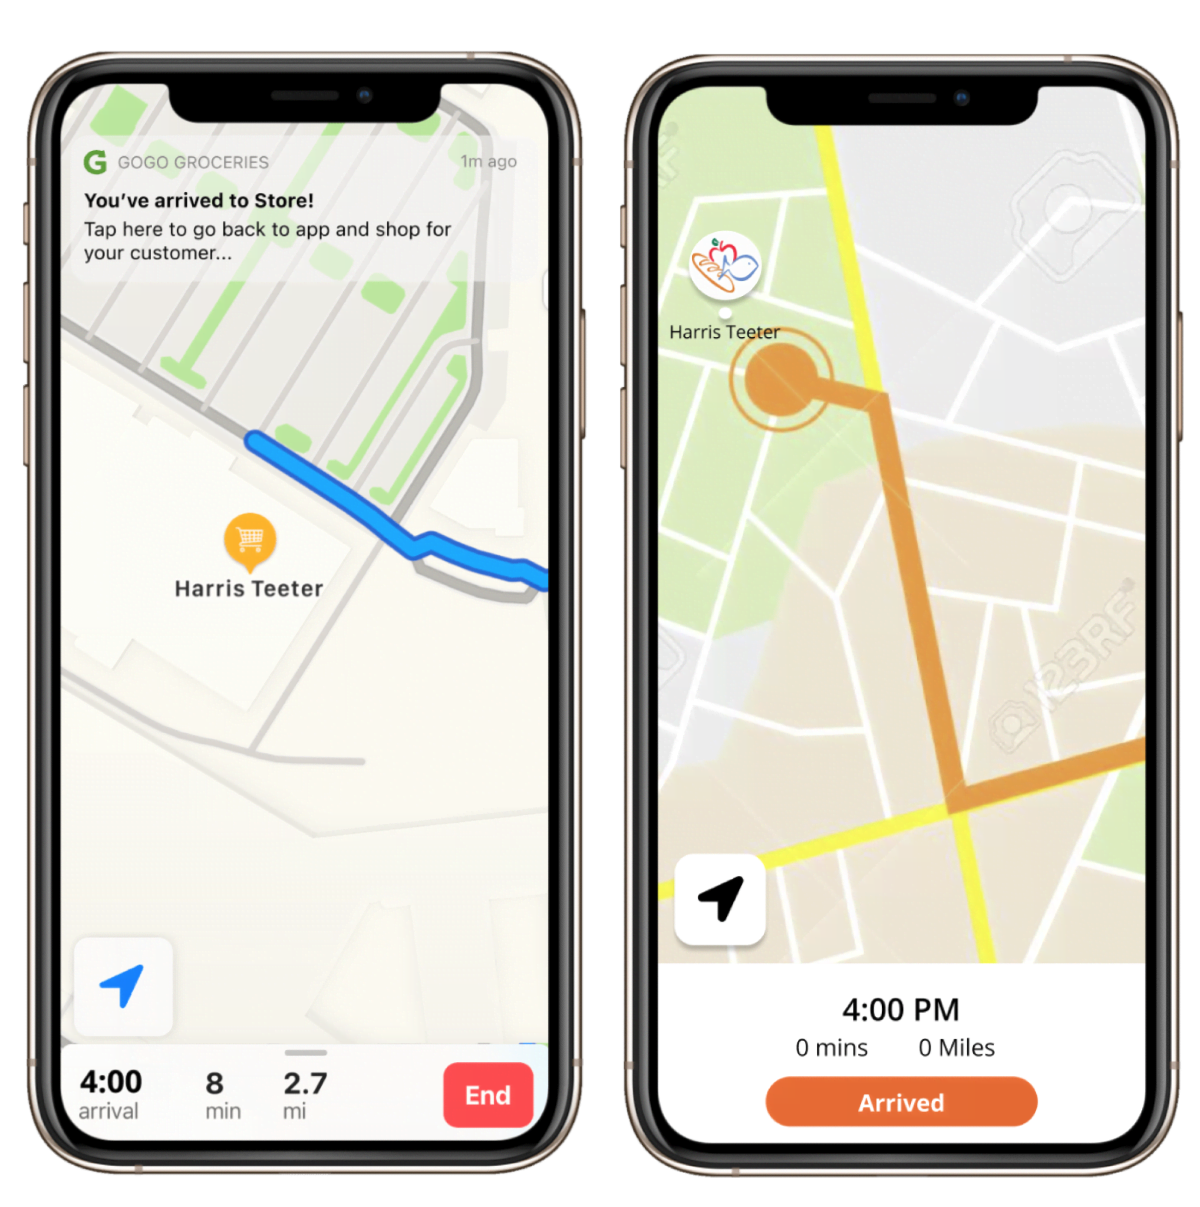 G GOGO GROCERIES 1m ago
You've arrived to Store!
Tap here to go back to app and shop for
your customer...
Harris Teeter
4:00 8 2.7
arrival min mi
End
Harris Teeter
123RF
4:00 PM
0 mins 0 Miles
Arrived